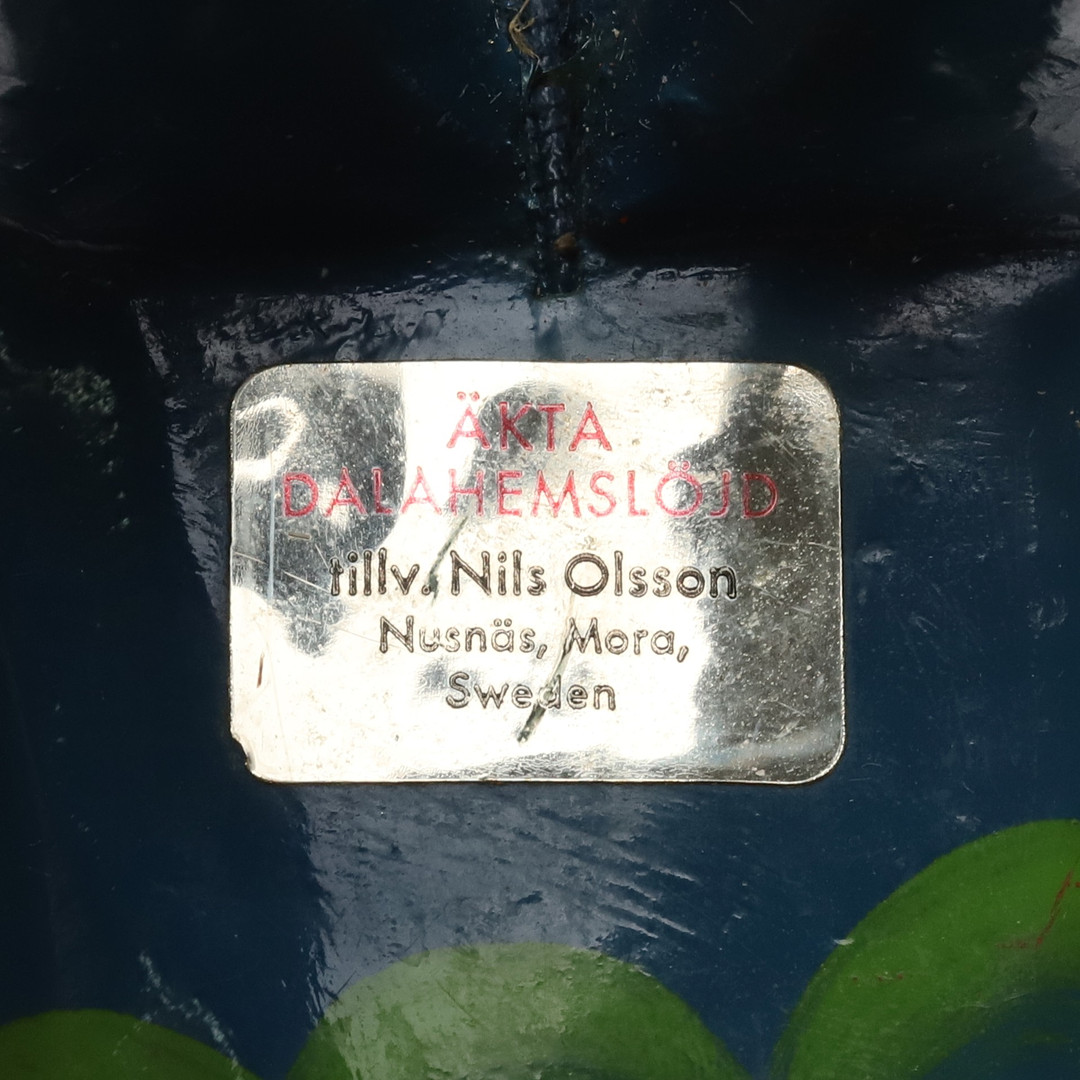 ÄKTA
DALAHEMSLÖJD
tillv. Nils Olsson
Nusnäs, Mora,
Sweden